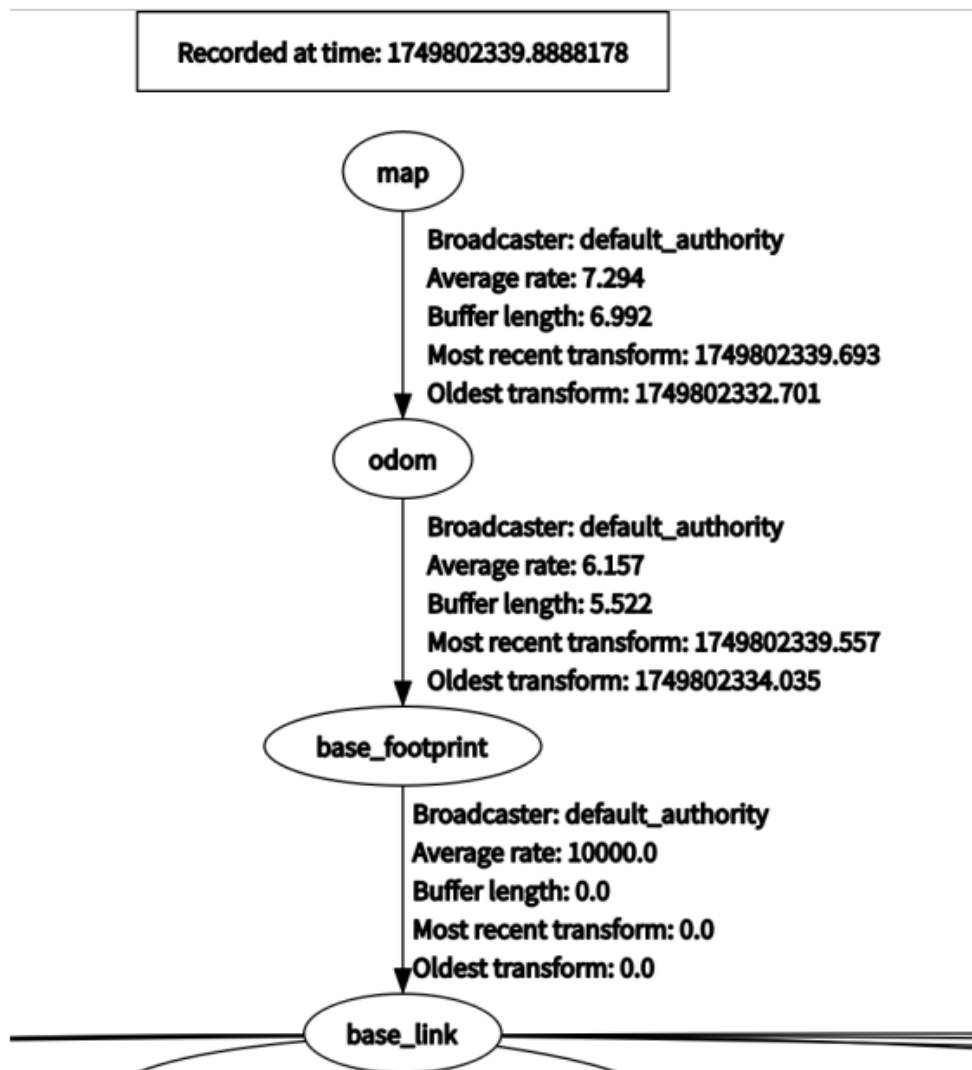 Recorded at time: 1749802339.8888178
map
Broadcaster: default_authority
Average rate: 7.294
Buffer length: 6.992
Most recent transform: 1749802339.693
Oldest transform: 1749802332.701
odom
Broadcaster: default_authority
Average rate: 6.157
Buffer length: 5.522
Most recent transform: 1749802339.557
Oldest transform: 1749802334.035
base_footprint
Broadcaster: default_authority
Average rate: 10000.0
Buffer length: 0.0
Most recent transform: 0.0
Oldest transform: 0.0
base_link